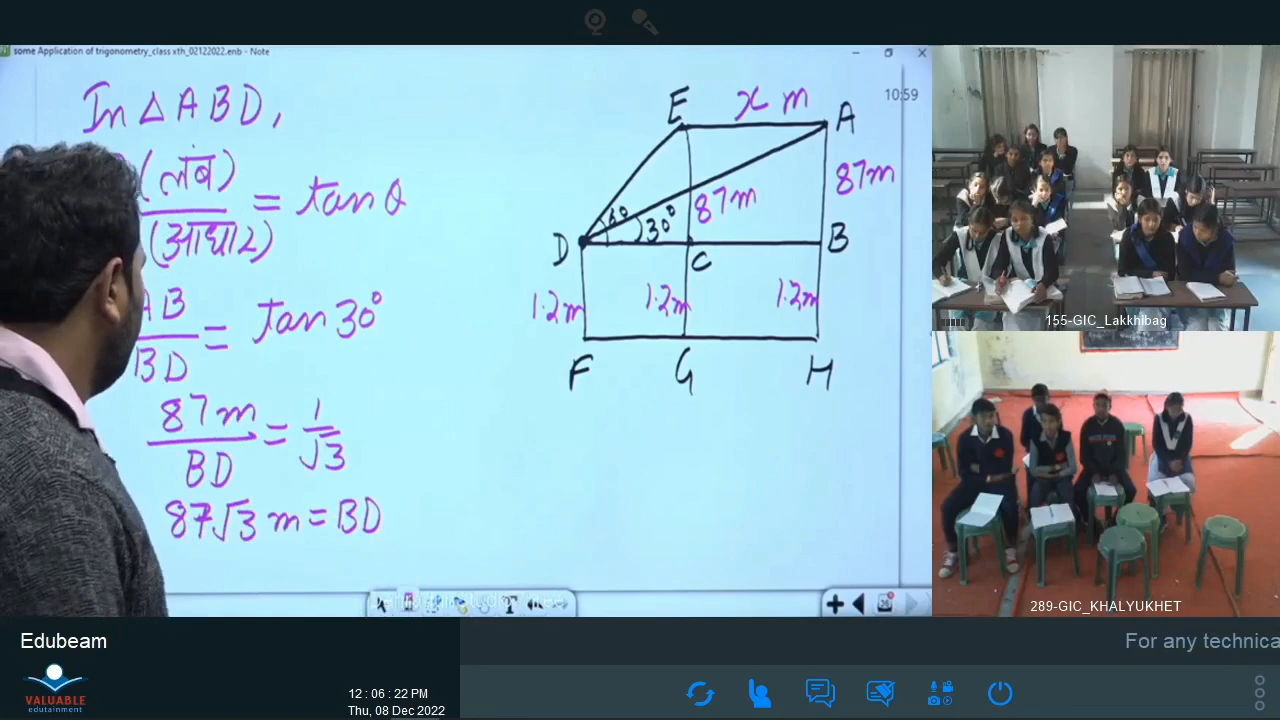 some Application of trigonometry_class xth_02122022.enb - Note
10:59
In △ABD,
(लंब)
= tan θ
(आधार)
AB
= tan 30°
BD
87m
= 1
BD
√3
87√3 m = BD
E
x m
A
87m
87m
60
30°
D
C
B
1.2m
1.2m
1.2m
F
G
H
155-GIC_Lakkhibag
289-GIC_KHALYUKHET
Edubeam
For any technica
VALUABLE
edutainment
12 : 06 : 22 PM
Thu, 08 Dec 2022